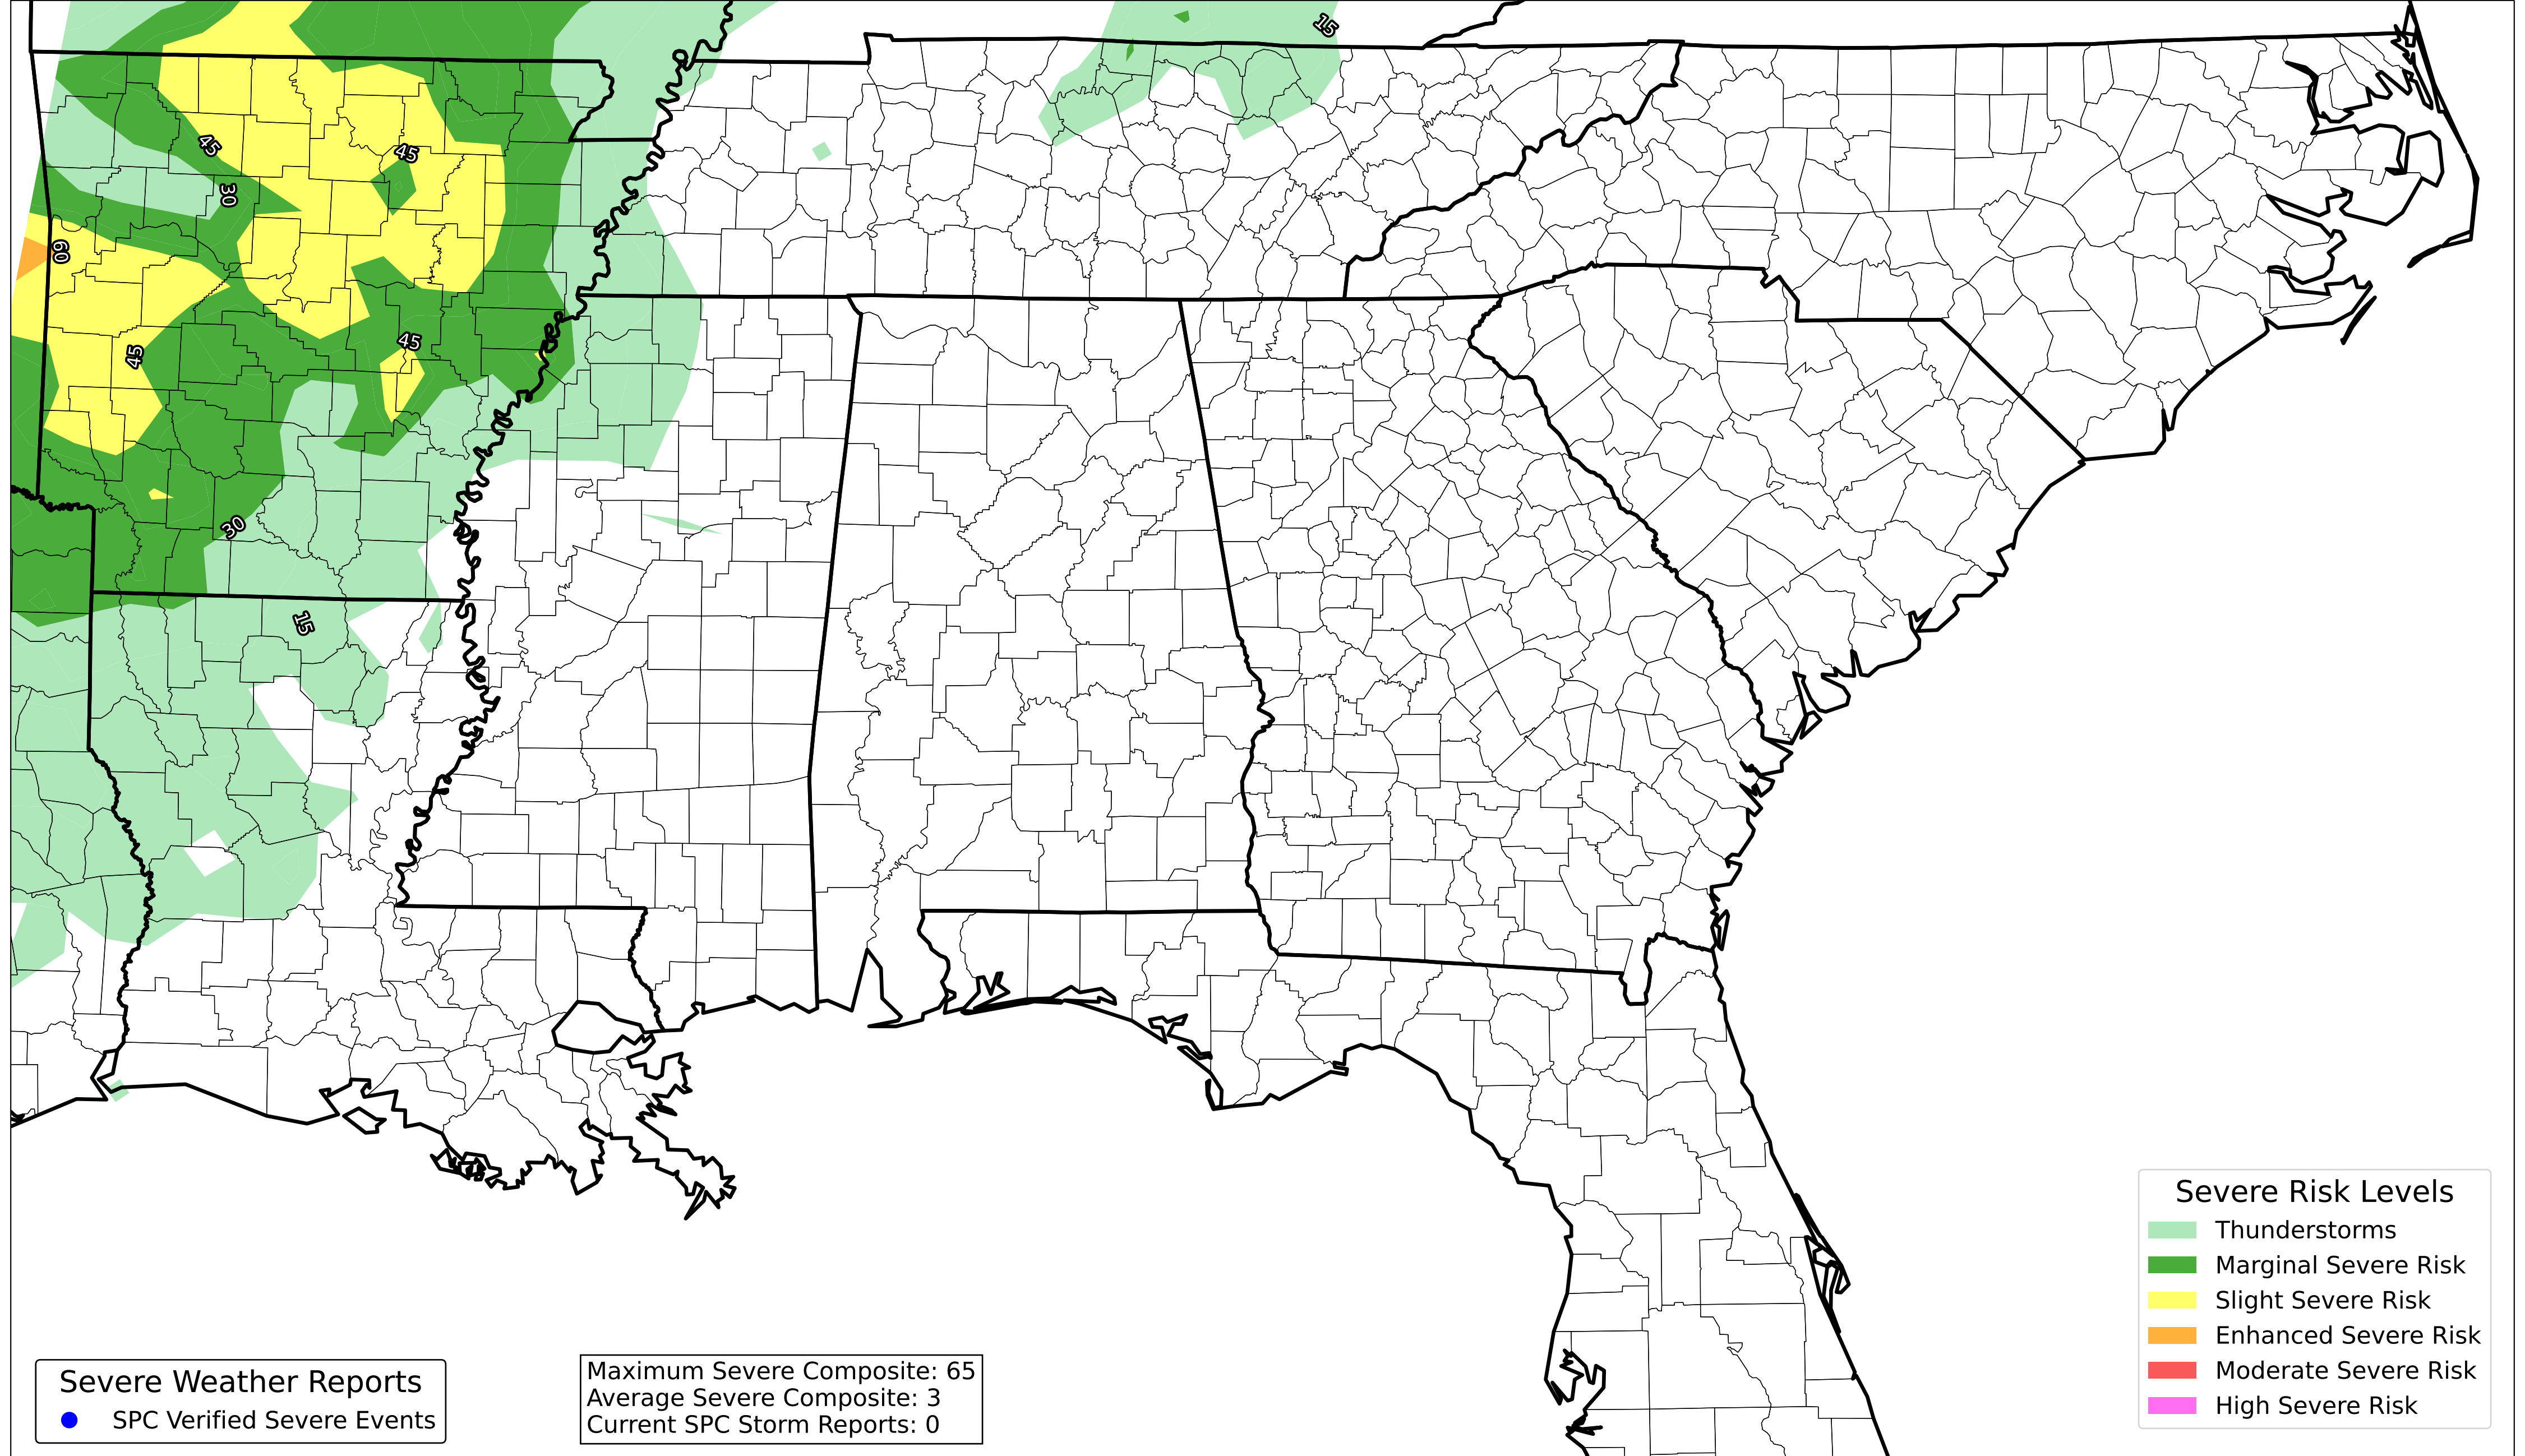 15
45
45
30
60
45
45
30
15
Severe Risk Levels
Thunderstorms
Marginal Severe Risk
Slight Severe Risk
Enhanced Severe Risk
Moderate Severe Risk
High Severe Risk
Severe Weather Reports
SPC Verified Severe Events
Maximum Severe Composite: 65
Average Severe Composite: 3
Current SPC Storm Reports: 0